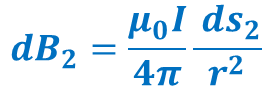 dB₂ = μ₀I/4π ds₂/r²